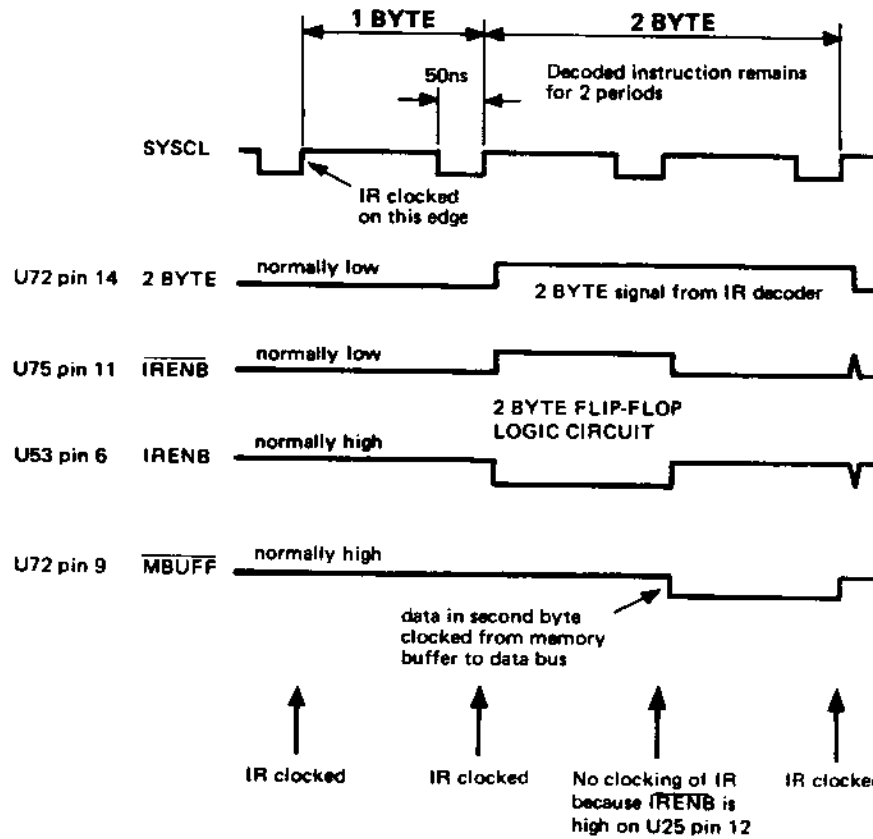 1 BYTE
2 BYTE
50ns
Decoded instruction remains
for 2 periods
SYSCL
IR clocked
on this edge
U72 pin 14 2 BYTE
normally low
2 BYTE signal from IR decoder
U75 pin 11 IRENB
normally low
2 BYTE FLIP-FLOP
LOGIC CIRCUIT
U53 pin 6 IRENB
normally high
U72 pin 9 MBUFF
normally high
data in second byte
clocked from memory
buffer to data bus
IR clocked
IR clocked
No clocking of IR
because IRENB is
high on U25 pin 12
IR clocked